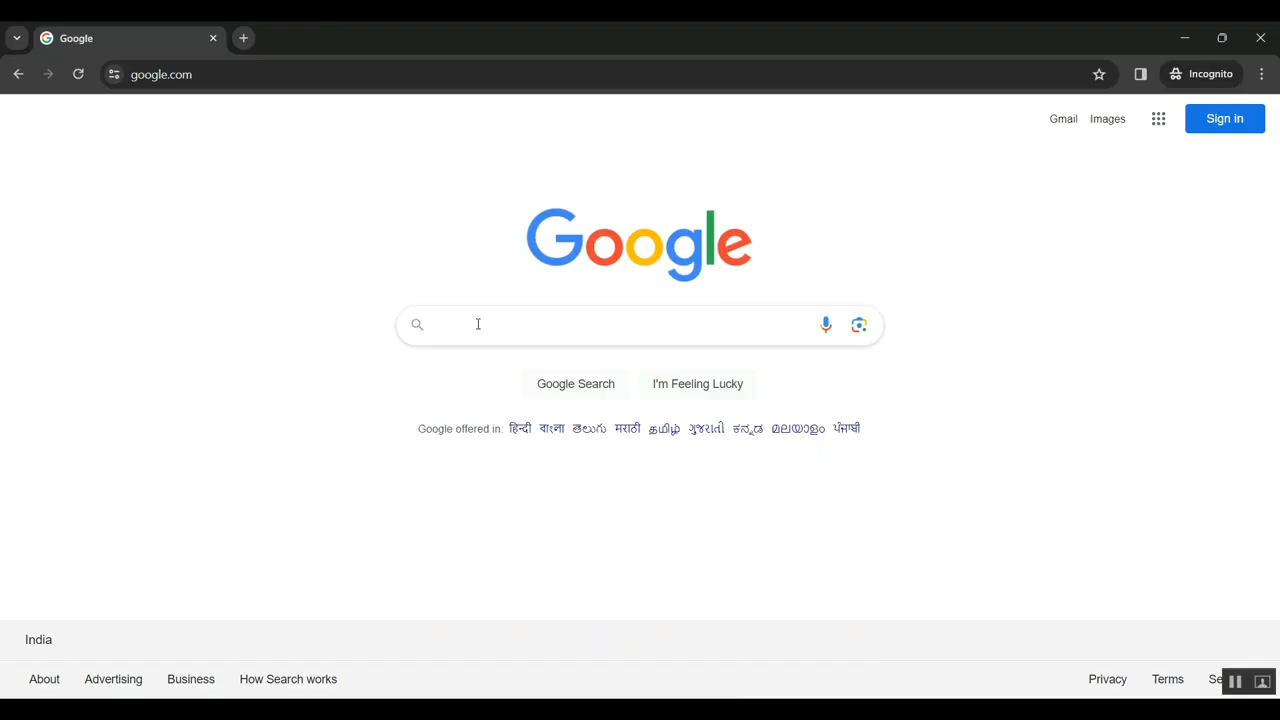 Google
google.com
Incognito
Gmail Images
Sign in
Google
Google Search I'm Feeling Lucky
Google offered in: हिन्दी বাংলা తెలుగు मराठी தமிழ் ગુજરાતી ಕನ್ನಡ മലയാളം ਪੰਜਾਬੀ
India
About Advertising Business How Search works
Privacy Terms